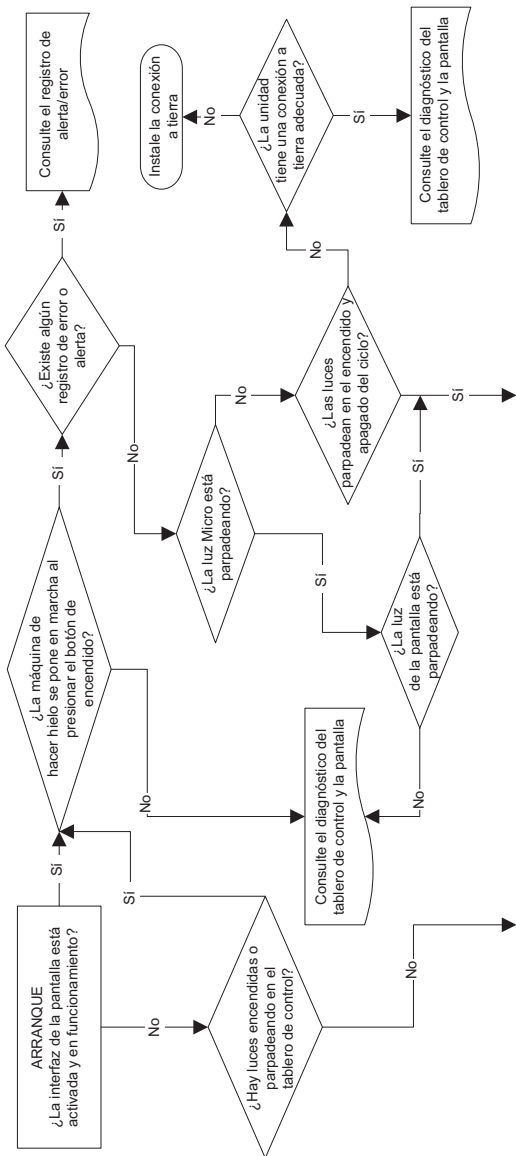 ARRANQUE
¿La interfaz de la pantalla está
activada y en funcionamiento?
Sí
No
¿Hay luces encendidas o
parpadeando en el
tablero de control?
Sí
No
¿La máquina de
hacer hielo se pone en marcha al
presionar el botón de
encendido?
Sí
No
Consulte el diagnóstico del
tablero de control y la pantalla
¿Existe algún
registro de error o
alerta?
Sí
No
Consulte el registro de
alerta/error
¿La luz Micro está
parpadeando?
No
Sí
¿La luz
de la pantalla está
parpadeando?
No
Sí
¿Las luces
parpadean en el encendido y
apagado del ciclo?
No
Sí
¿La unidad
tiene una conexión a
tierra adecuada?
No
Sí
Instale la conexión
a tierra
Consulte el diagnóstico del
tablero de control y la pantalla